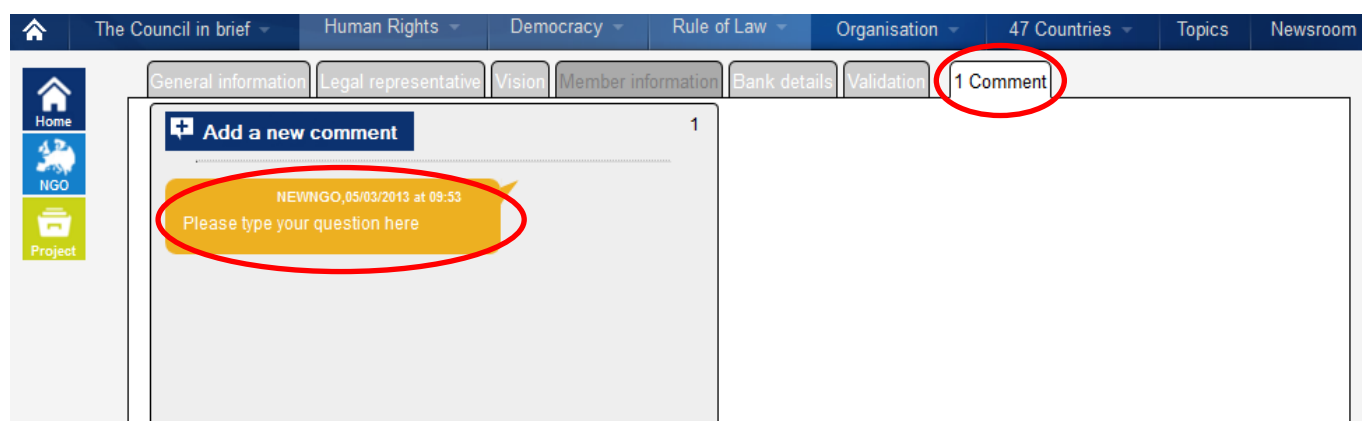 The Council in brief Human Rights Democracy Rule of Law Organisation 47 Countries Topics Newsroom
General information Legal representative Vision Member information Bank details Validation 1 Comment
Home
Add a new comment 1
NGO
NEWNGO,05/03/2013 at 09:53
Please type your question here
Project